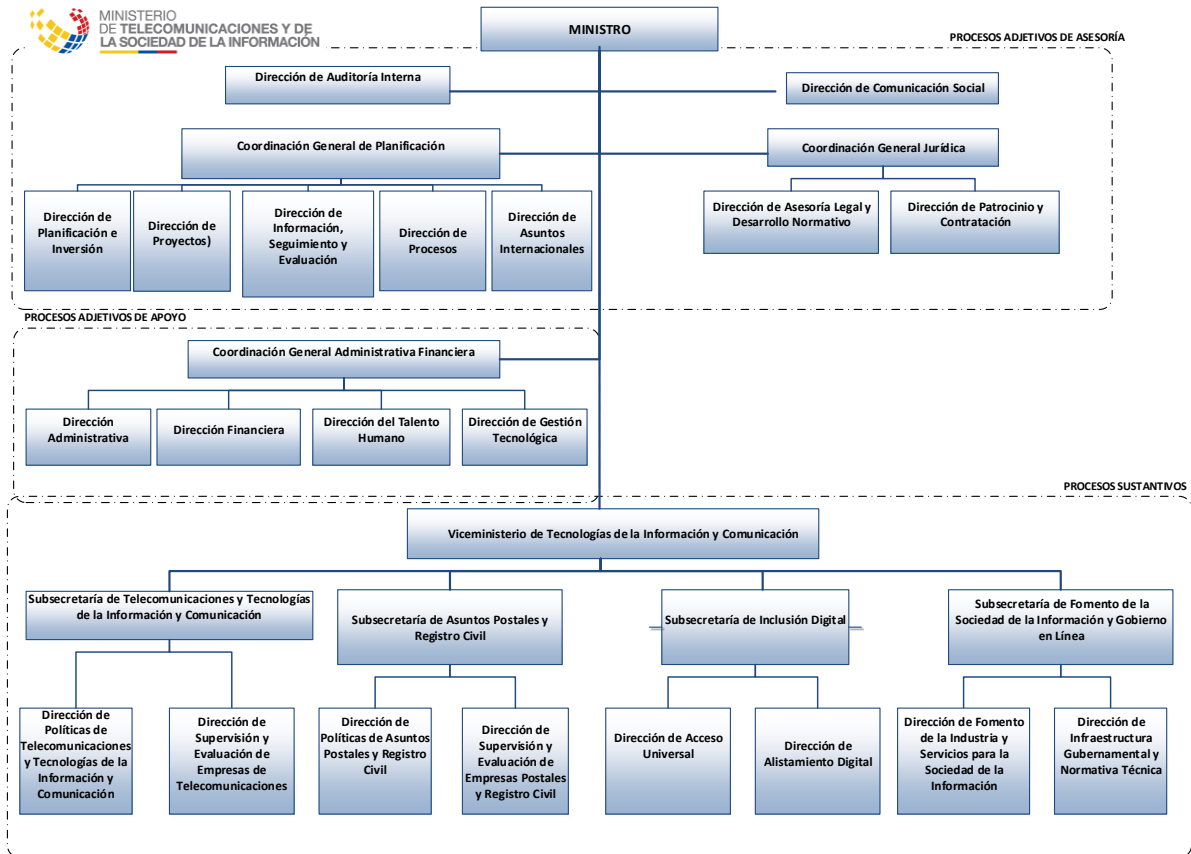 MINISTERIO
DE TELECOMUNICACIONES Y DE
LA SOCIEDAD DE LA INFORMACIÓN
MINISTRO
PROCESOS ADJETIVOS DE ASESORÍA
Dirección de Auditoría Interna
Dirección de Comunicación Social
Coordinación General de Planificación
Coordinación General Jurídica
Dirección de
Planificación e
Inversión
Dirección de
Proyectos)
Dirección de
Información,
Seguimiento y
Evaluación
Dirección de
Procesos
Dirección de
Asuntos
Internacionales
Dirección de Asesoría Legal y
Desarrollo Normativo
Dirección de Patrocinio y
Contratación
PROCESOS ADJETIVOS DE APOYO
Coordinación General Administrativa Financiera
Dirección
Administrativa
Dirección Financiera
Dirección del Talento
Humano
Dirección de Gestión
Tecnológica
PROCESOS SUSTANTIVOS
Viceministerio de Tecnologías de la Información y Comunicación
Subsecretaría de Telecomunicaciones y Tecnologías
de la Información y Comunicación
Subsecretaría de Asuntos Postales y
Registro Civil
Subsecretaría de Inclusión Digital
Subsecretaría de Fomento de la
Sociedad de la Información y Gobierno
en Línea
Dirección de
Políticas de
Telecomunicaciones
y Tecnologías de la
Información y
Comunicación
Dirección de
Supervisión y
Evaluación de
Empresas de
Telecomunicaciones
Dirección de
Políticas de Asuntos
Postales y Registro
Civil
Dirección de
Supervisión y
Evaluación de
Empresas Postales
y Registro Civil
Dirección de Acceso
Universal
Dirección de
Alistamiento Digital
Dirección de Fomento
de la Industria y
Servicios para la
Sociedad de la
Información
Dirección de
Infraestructura
Gubernamental y
Normativa Técnica